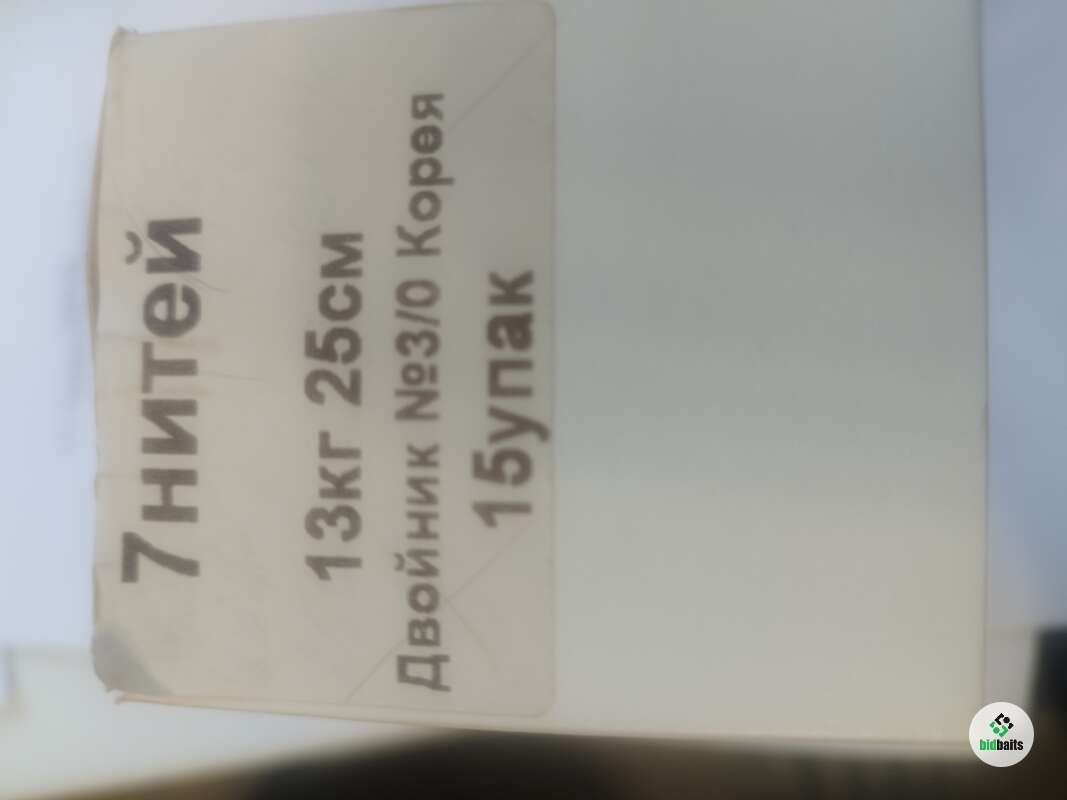 7нитей
13кг 25см
Двойник №3/0 Корея
15упак
bidbaits